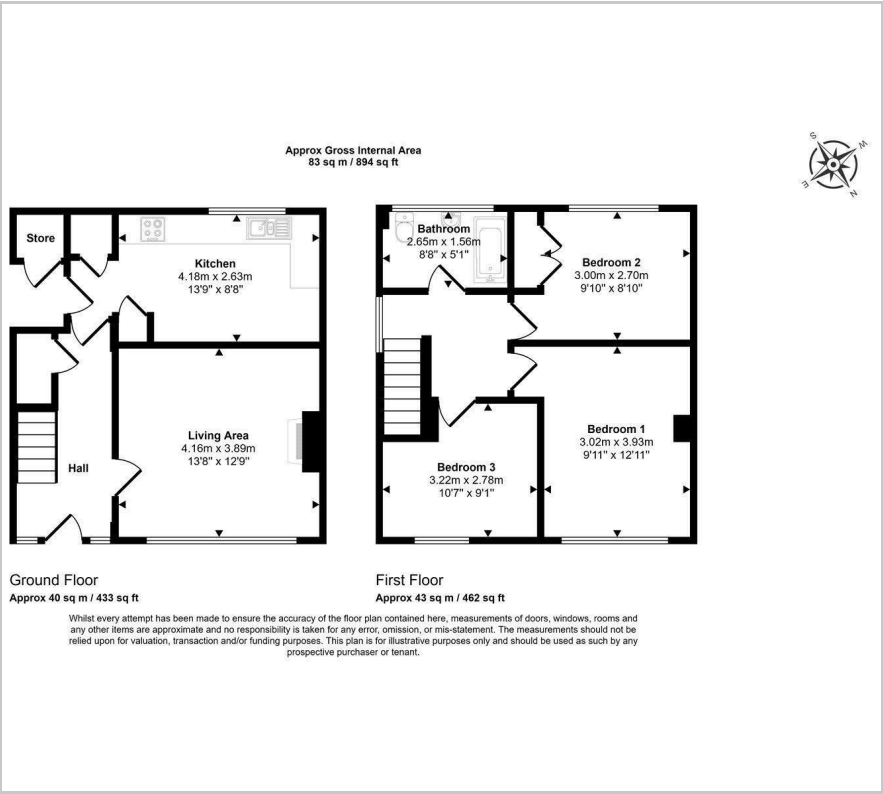 Approx Gross Internal Area
83 sq m / 894 sq ft
S
W
E
N
Store
Kitchen
4.18m x 2.63m
13'9" x 8'8"
Living Area
4.16m x 3.89m
13'8" x 12'9"
Hall
Bathroom
2.65m x 1.56m
8'8" x 5'1"
Bedroom 2
3.00m x 2.70m
9'10" x 8'10"
Bedroom 1
3.02m x 3.93m
9'11" x 12'11"
Bedroom 3
3.22m x 2.78m
10'7" x 9'1"
Ground Floor
Approx 40 sq m / 433 sq ft
First Floor
Approx 43 sq m / 462 sq ft
Whilst every attempt has been made to ensure the accuracy of the floor plan contained here, measurements of doors, windows, rooms and
any other items are approximate and no responsibility is taken for any error, omission, or mis-statement. The measurements should not be
relied upon for valuation, transaction and/or funding purposes. This plan is for illustrative purposes only and should be used as such by any
prospective purchaser or tenant.